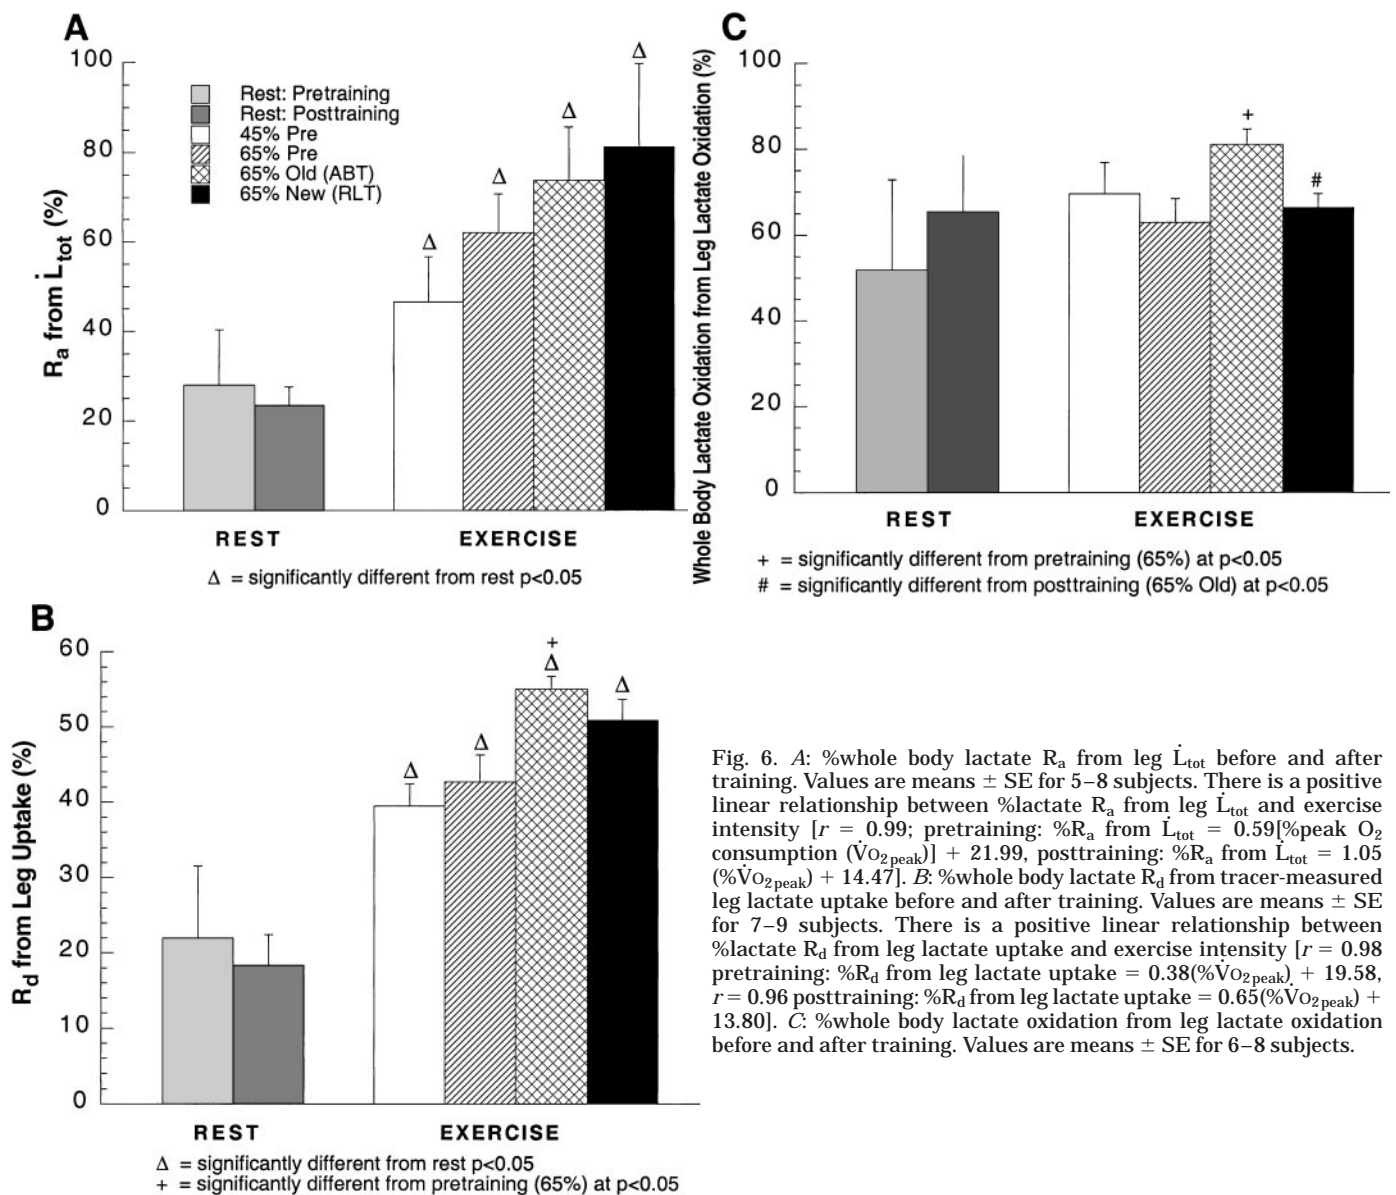 A
100
80
60
40
20
0
Rₐ from L̇tot (%)
Rest: Pretraining
Rest: Posttraining
45% Pre
65% Pre
65% Old (ABT)
65% New (RLT)
Δ
Δ
Δ
Δ
REST
EXERCISE
Δ = significantly different from rest p<0.05
C
Whole Body Lactate Oxidation from Leg Lactate Oxidation (%)
100
80
60
40
20
0
+
#
REST
EXERCISE
+ = significantly different from pretraining (65%) at p<0.05
# = significantly different from posttraining (65% Old) at p<0.05
B
60
50
40
30
20
10
0
Rd from Leg Uptake (%)
Δ
Δ
+
Δ
Δ
REST
EXERCISE
Δ = significantly different from rest p<0.05
+ = significantly different from pretraining (65%) at p<0.05
Fig. 6. A: %whole body lactate Rₐ from leg L̇tot before and after
training. Values are means ± SE for 5–8 subjects. There is a positive
linear relationship between %lactate Rₐ from leg L̇tot and exercise
intensity [r = 0.99; pretraining: %Rₐ from L̇tot = 0.59[%peak O₂
consumption (V̇O₂peak)] + 21.99, posttraining: %Rₐ from L̇tot = 1.05
(%V̇O₂peak) + 14.47]. B: %whole body lactate Rd from tracer-measured
leg lactate uptake before and after training. Values are means ± SE
for 7–9 subjects. There is a positive linear relationship between
%lactate Rd from leg lactate uptake and exercise intensity [r = 0.98
pretraining: %Rd from leg lactate uptake = 0.38(%V̇O₂peak) + 19.58,
r = 0.96 posttraining: %Rd from leg lactate uptake = 0.65(%V̇O₂peak) +
13.80]. C: %whole body lactate oxidation from leg lactate oxidation
before and after training. Values are means ± SE for 6–8 subjects.